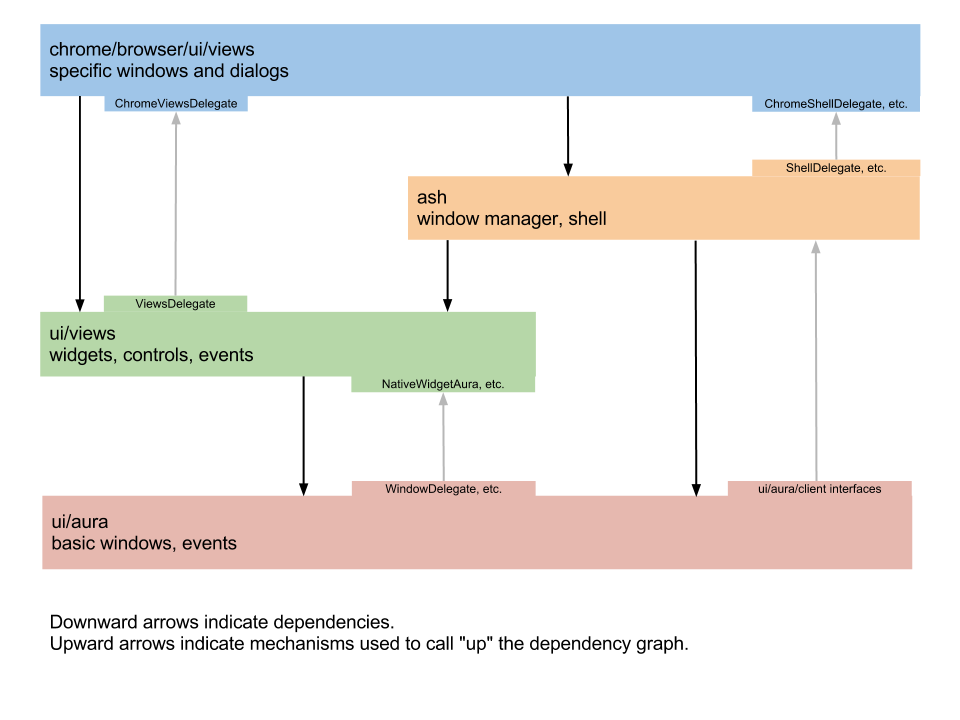 chrome/browser/ui/views
specific windows and dialogs
ChromeViewsDelegate
ChromeShellDelegate, etc.
ShellDelegate, etc.
ash
window manager, shell
ViewsDelegate
ui/views
widgets, controls, events
NativeWidgetAura, etc.
WindowDelegate, etc.
ui/aura/client interfaces
ui/aura
basic windows, events
Downward arrows indicate dependencies.
Upward arrows indicate mechanisms used to call "up" the dependency graph.